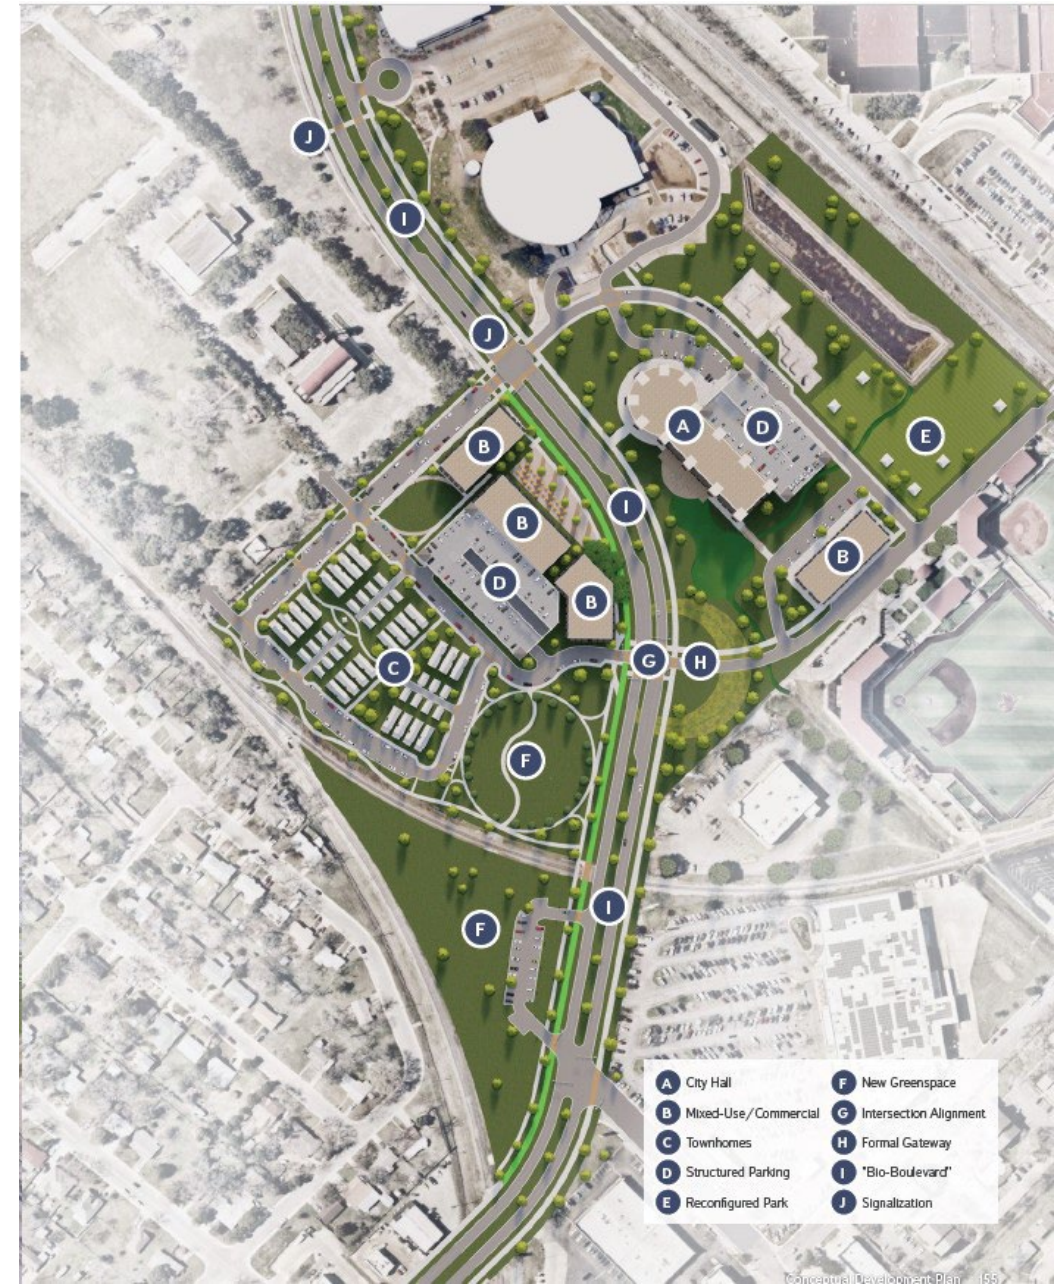 J
I
J
A
D
B
E
B
I
B
D
B
B
G
H
C
F
I
F
A City Hall
B Mixed-Use/Commercial
C Townhomes
D Structured Parking
E Reconfigured Park
F New Greenspace
G Intersection Alignment
H Formal Gateway
I "Bio-Boulevard"
J Signalization
Conceptual Development Plan 155